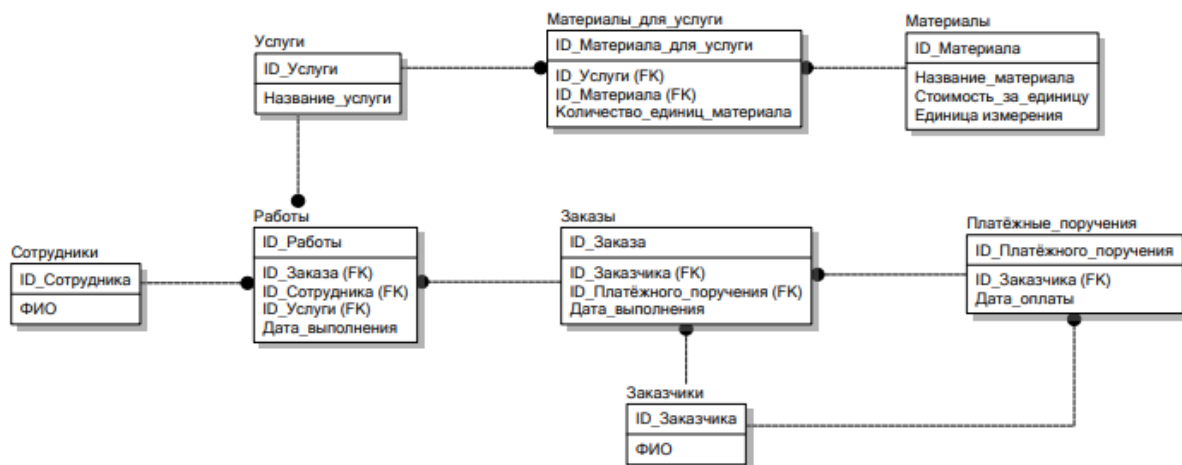 Материалы_для_услуги
Материалы
Услуги
ID_Материала_для_услуги
ID_Материала
ID_Услуги
ID_Услуги (FK)
ID_Материала (FK)
Количество_единиц_материала
Название_материала
Стоимость_за_единицу
Единица измерения
Название_услуги
Работы
Заказы
Платёжные_поручения
Сотрудники
ID_Работы
ID_Заказа
ID_Платёжного_поручения
ID_Сотрудника
ФИО
ID_Заказа (FK)
ID_Сотрудника (FK)
ID_Услуги (FK)
Дата_выполнения
ID_Заказчика (FK)
ID_Платёжного_поручения (FK)
Дата_выполнения
ID_Заказчика (FK)
Дата_оплаты
Заказчики
ID_Заказчика
ФИО